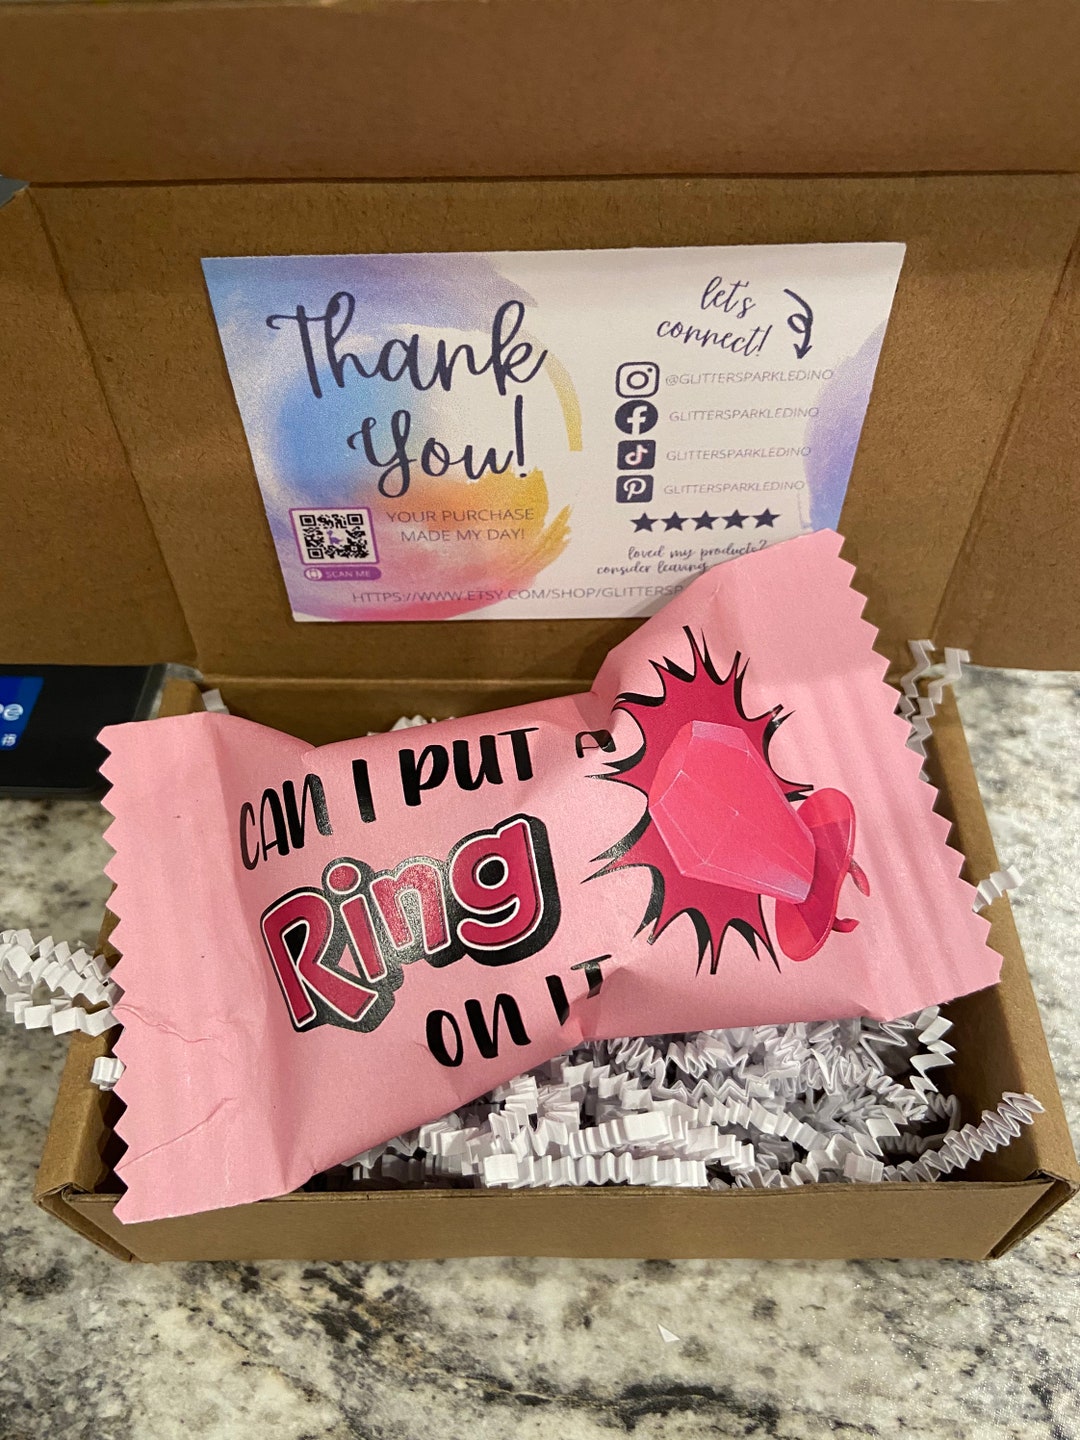 Thank
You!
YOUR PURCHASE
MADE MY DAY!
SCAN ME
let's
connect!
@GLITTERSPARKLEDINO
GLITTERSPARKLEDINO
GLITTERSPARKLEDINO
GLITTERSPARKLEDINO
loved my products?
consider leaving
HTTPS://WWW.ETSY.COM/SHOP/GLITTERSP
CAN I PUT A
Ring
ON IT